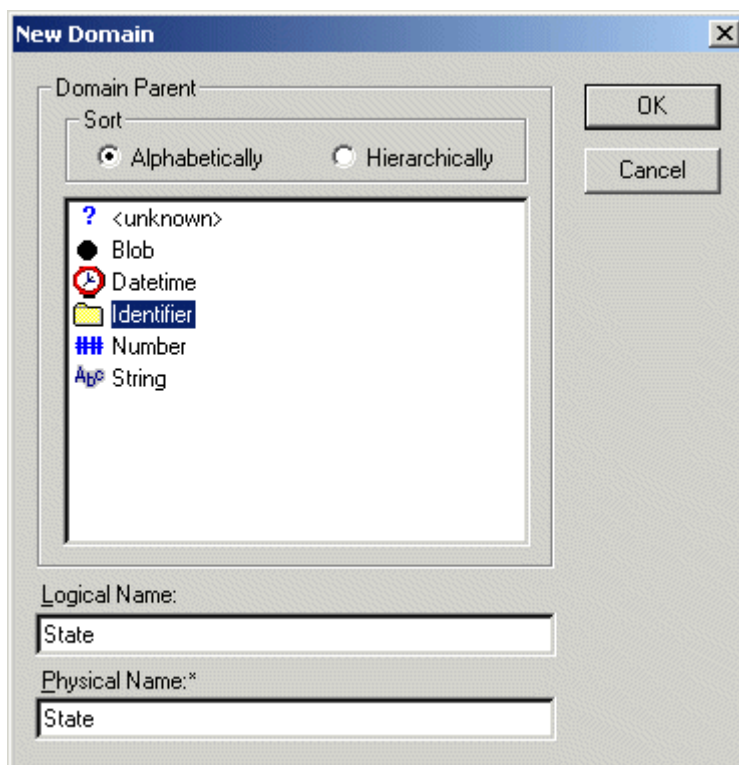 New Domain
Domain Parent
Sort
Alphabetically
Hierarchically
OK
Cancel
? <unknown>
Blob
Datetime
Identifier
## Number
Abc String
Logical Name:
State
Physical Name:*
State